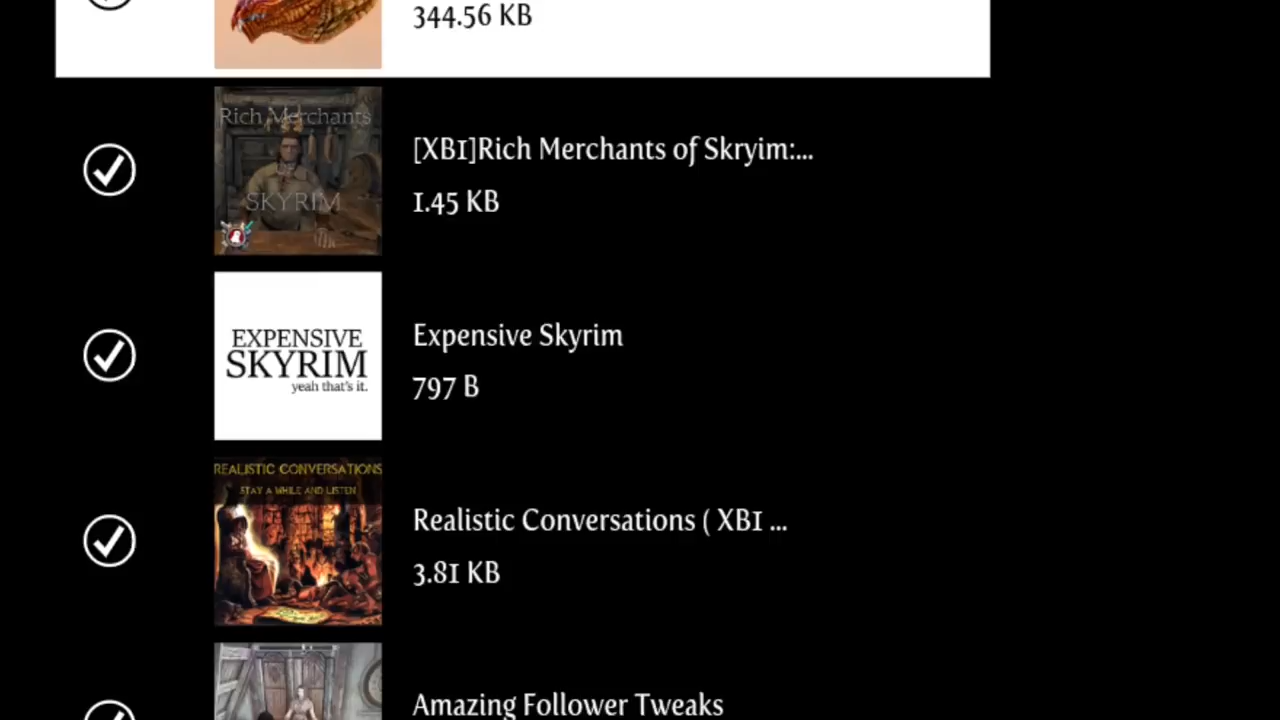 344.56 KB
Rich Merchants
SKYRIM
[XB1]Rich Merchants of Skryim:...
1.45 KB
EXPENSIVE
SKYRIM
yeah that's it.
Expensive Skyrim
797 B
REALISTIC CONVERSATIONS
STAY A WHILE AND LISTEN
Realistic Conversations ( XB1 ...
3.81 KB
Amazing Follower Tweaks